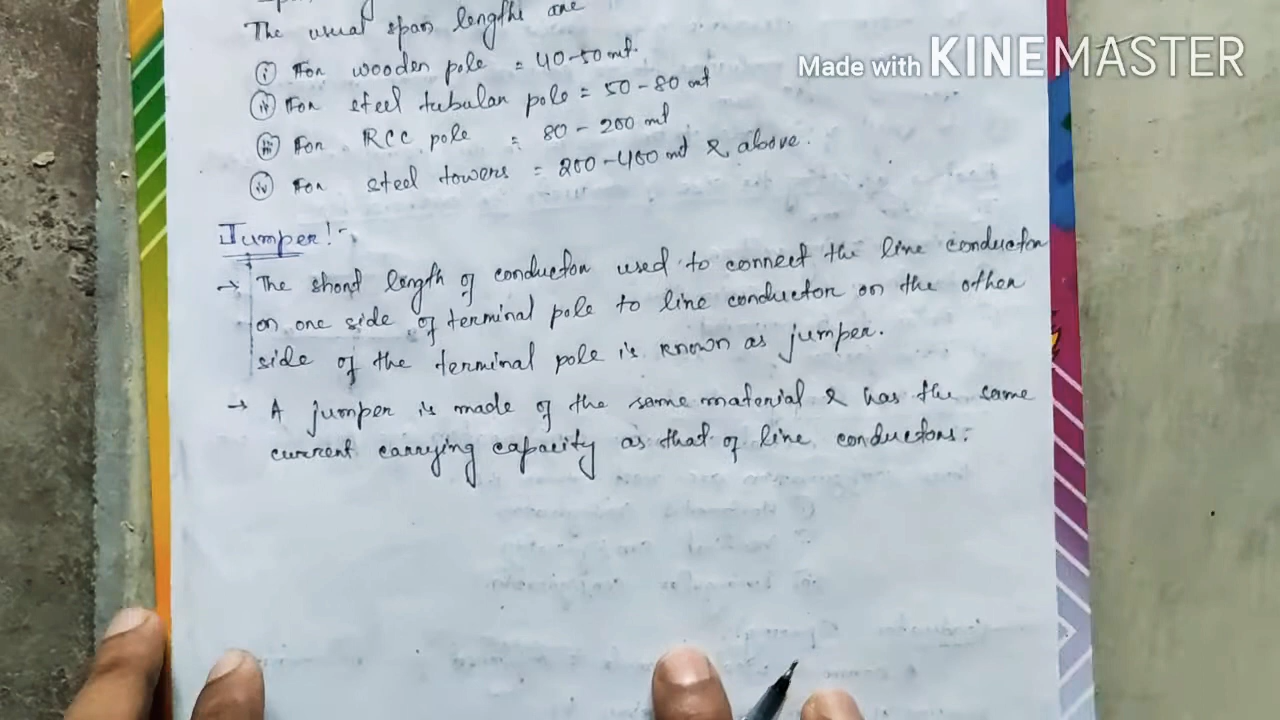 The usual span lengths are
Made with KINEMASTER
(i) For wooden pole = 40-50 mt.
(ii) For steel tubular pole = 50-80 mt
(iii) For RCC pole = 80-200 mt
(iv) For steel towers = 200-400 mt & above.
Jumper:-
→ The short length of conductor used to connect the line conductor
on one side of terminal pole to line conductor on the other
side of the terminal pole is known as jumper.
→ A jumper is made of the same material & has the same
current carrying capacity as that of line conductors.